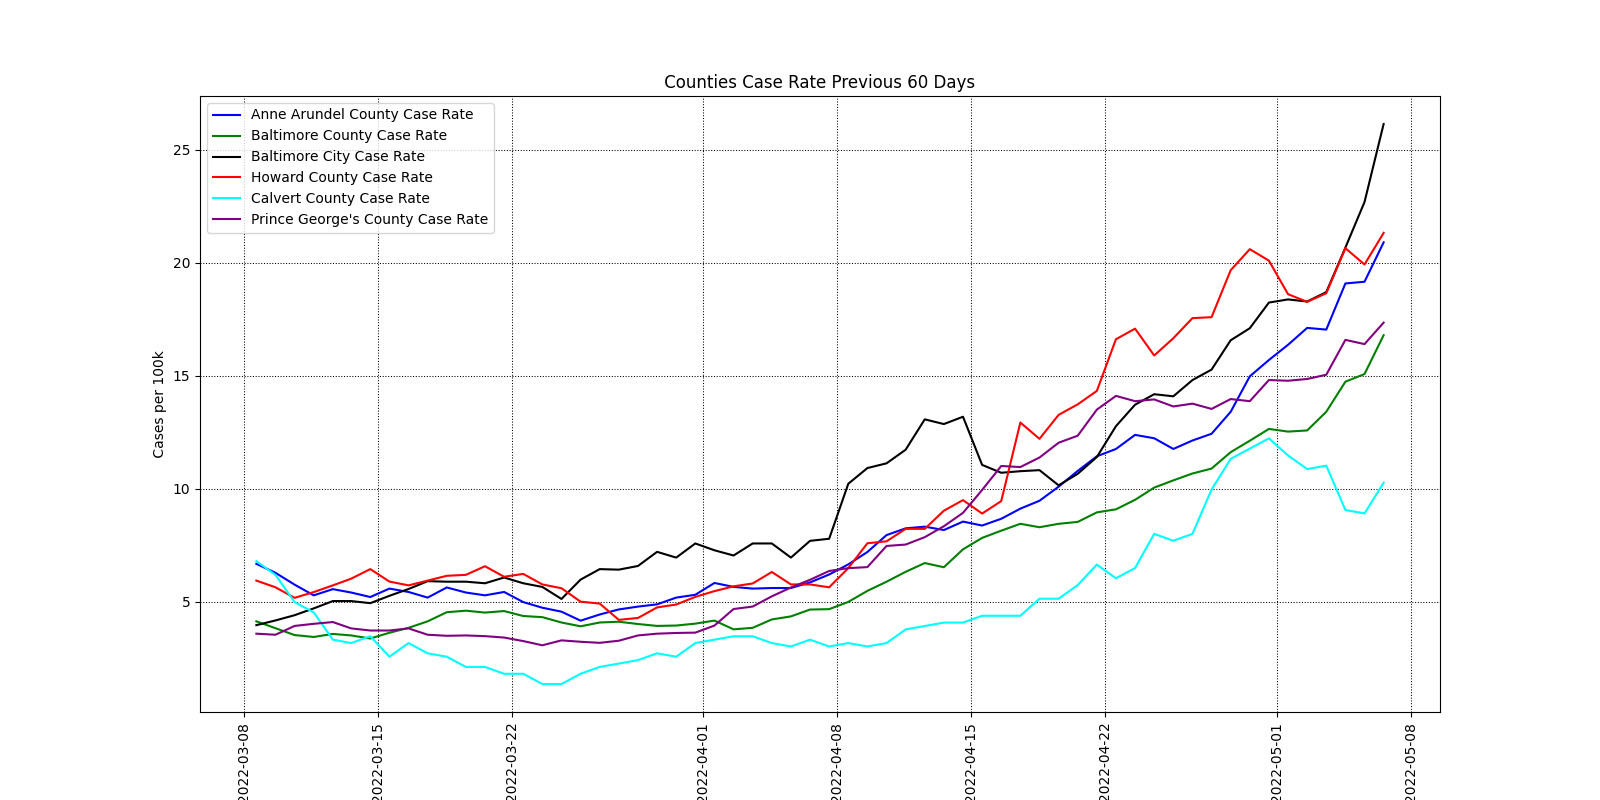 Counties Case Rate Previous 60 Days
Anne Arundel County Case Rate
Baltimore County Case Rate
Baltimore City Case Rate
Howard County Case Rate
Calvert County Case Rate
Prince George's County Case Rate
Cases per 100k
25
20
15
10
5
2022-03-08
2022-03-15
2022-03-22
2022-04-01
2022-04-08
2022-04-15
2022-04-22
2022-05-01
2022-05-08